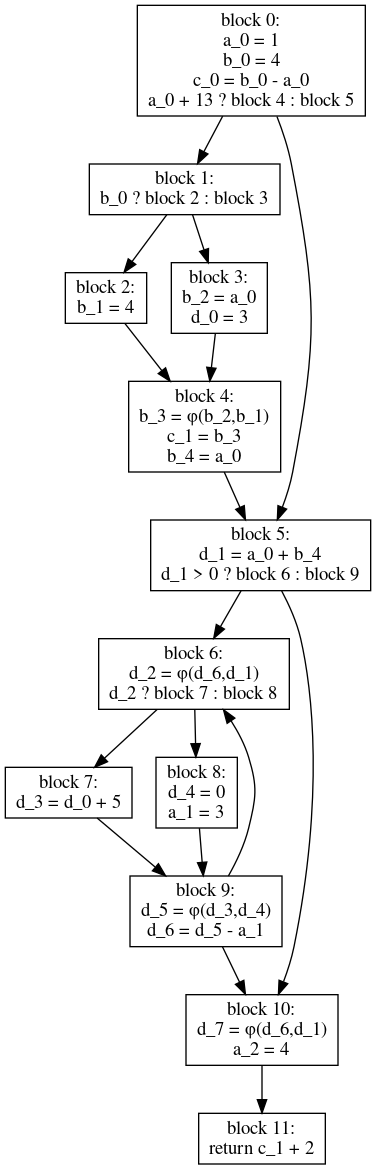 block 0:
a_0 = 1
b_0 = 4
c_0 = b_0 - a_0
a_0 + 13 ? block 4 : block 5
block 1:
b_0 ? block 2 : block 3
block 2:
b_1 = 4
block 3:
b_2 = a_0
d_0 = 3
block 4:
b_3 = φ(b_2,b_1)
c_1 = b_3
b_4 = a_0
block 5:
d_1 = a_0 + b_4
d_1 > 0 ? block 6 : block 9
block 6:
d_2 = φ(d_6,d_1)
d_2 ? block 7 : block 8
block 7:
d_3 = d_0 + 5
block 8:
d_4 = 0
a_1 = 3
block 9:
d_5 = φ(d_3,d_4)
d_6 = d_5 - a_1
block 10:
d_7 = φ(d_6,d_1)
a_2 = 4
block 11:
return c_1 + 2